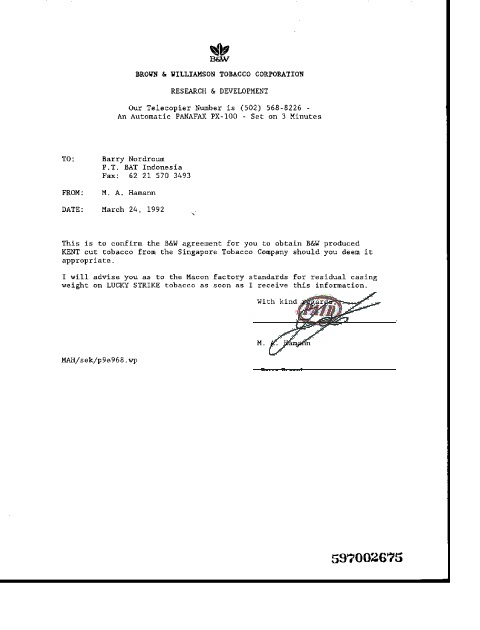 B&W
BROWN & WILLIAMSON TOBACCO CORPORATION
RESEARCH & DEVELOPMENT
Our Telecopier Number is (502) 568-8226 -
An Automatic PANAFAX PX-100 - Set on 3 Minutes
TO: Barry Nordroum
P.T. BAT Indonesia
Fax: 62 21 570 3493
FROM: M. A. Hamann
DATE: March 24, 1992
This is to confirm the B&W agreement for you to obtain B&W produced
KENT cut tobacco from the Singapore Tobacco Company should you deem it
appropriate.
I will advise you as to the Macon factory standards for residual casing
weight on LUCKY STRIKE tobacco as soon as I receive this information.
With kind regards
PAID
M. A. Hamann
MAH/sek/p9e968.wp
597002675